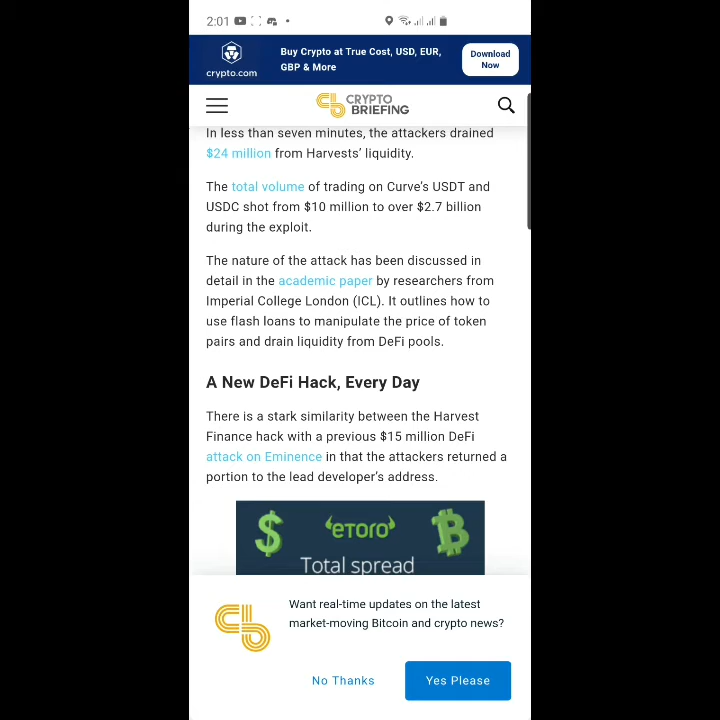 2:01
crypto.com
Buy Crypto at True Cost, USD, EUR,
GBP & More
Download
Now
CRYPTO
BRIEFING
In less than seven minutes, the attackers drained
$24 million from Harvests’ liquidity.
The total volume of trading on Curve’s USDT and
USDC shot from $10 million to over $2.7 billion
during the exploit.
The nature of the attack has been discussed in
detail in the academic paper by researchers from
Imperial College London (ICL). It outlines how to
use flash loans to manipulate the price of token
pairs and drain liquidity from DeFi pools.
A New DeFi Hack, Every Day
There is a stark similarity between the Harvest
Finance hack with a previous $15 million DeFi
attack on Eminence in that the attackers returned a
portion to the lead developer’s address.
eTORO
Total spread
Want real-time updates on the latest
market-moving Bitcoin and crypto news?
No Thanks
Yes Please